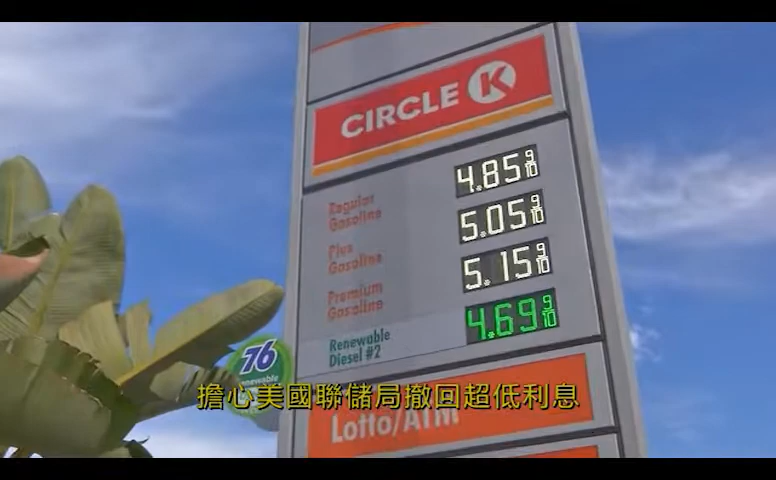 CIRCLE K
Regular Gasoline 4.85 9/10
Plus Gasoline 5.05 9/10
Premium Gasoline 5.15 9/10
Renewable Diesel #2 4.69 9/10
76
renewable
擔心美國聯儲局撤回超低利息
Lotto/ATM